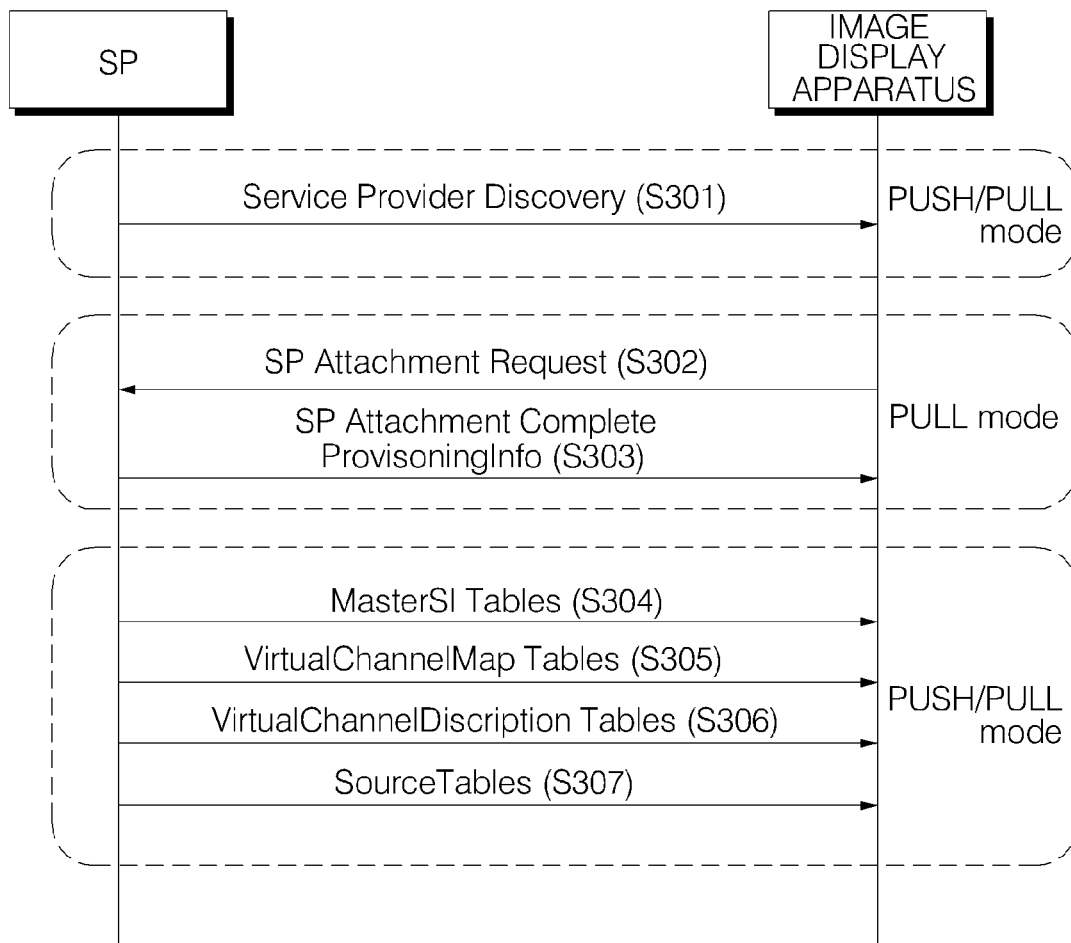 SP
IMAGE
DISPLAY
APPARATUS
Service Provider Discovery (S301)
PUSH/PULL
mode
SP Attachment Request (S302)
SP Attachment Complete
ProvisoningInfo (S303)
PULL mode
MasterSI Tables (S304)
VirtualChannelMap Tables (S305)
VirtualChannelDiscription Tables (S306)
SourceTables (S307)
PUSH/PULL
mode